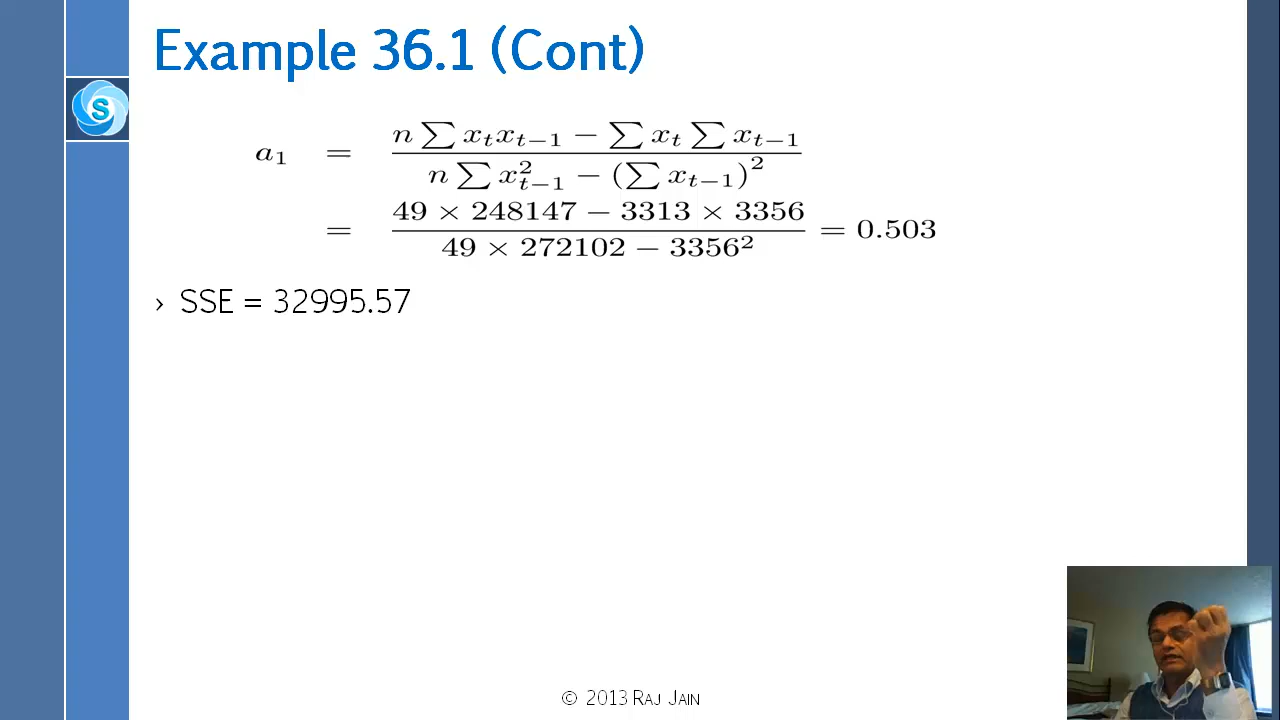 Example 36.1 (Cont)
S
a₁ = (n ∑ xₜxₜ₋₁ − ∑ xₜ ∑ xₜ₋₁) / (n ∑ x²ₜ₋₁ − (∑ xₜ₋₁)²)
= (49 × 248147 − 3313 × 3356) / (49 × 272102 − 3356²) = 0.503
› SSE = 32995.57
© 2013 RAJ JAIN